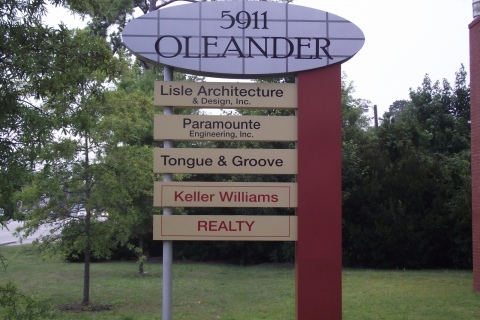 5911
OLEANDER
Lisle Architecture
& Design, Inc.
Paramounte
Engineering, Inc.
Tongue & Groove
Keller Williams
REALTY